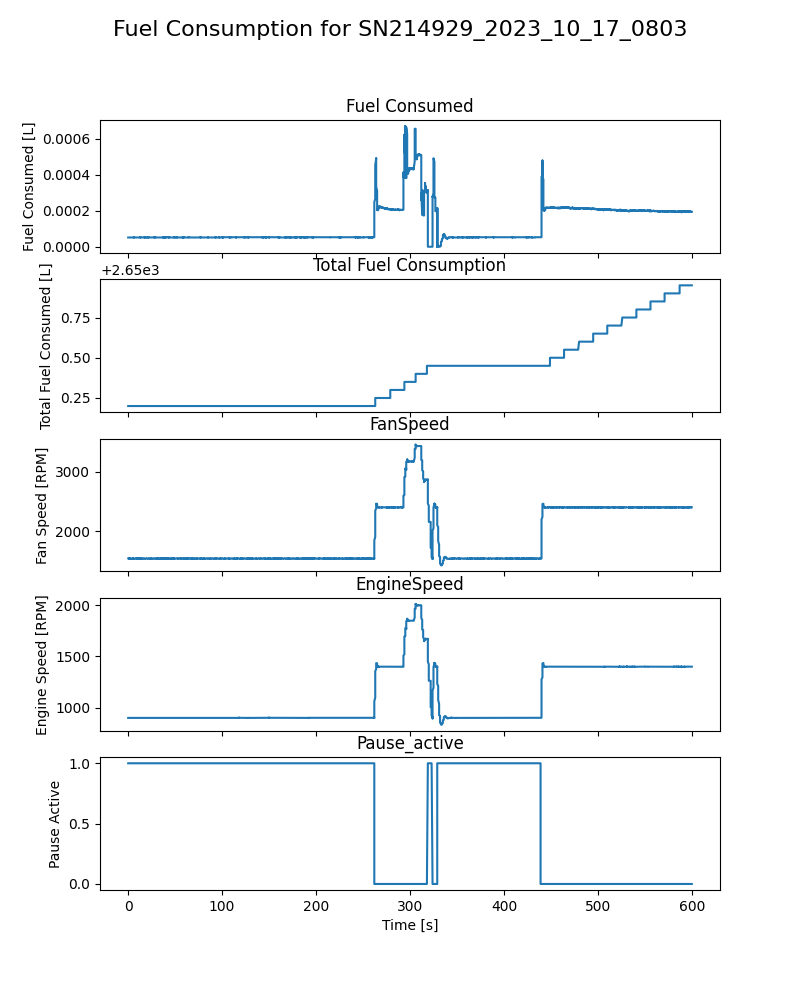 Fuel Consumption for SN214929_2023_10_17_0803
Fuel Consumed
Fuel Consumed [L]
0.0006
0.0004
0.0002
0.0000
Total Fuel Consumption
+2.65e3
Total Fuel Consumed [L]
0.75
0.50
0.25
FanSpeed
Fan Speed [RPM]
3000
2000
EngineSpeed
Engine Speed [RPM]
2000
1500
1000
Pause_active
Pause Active
1.0
0.5
0.0
0 100 200 300 400 500 600
Time [s]